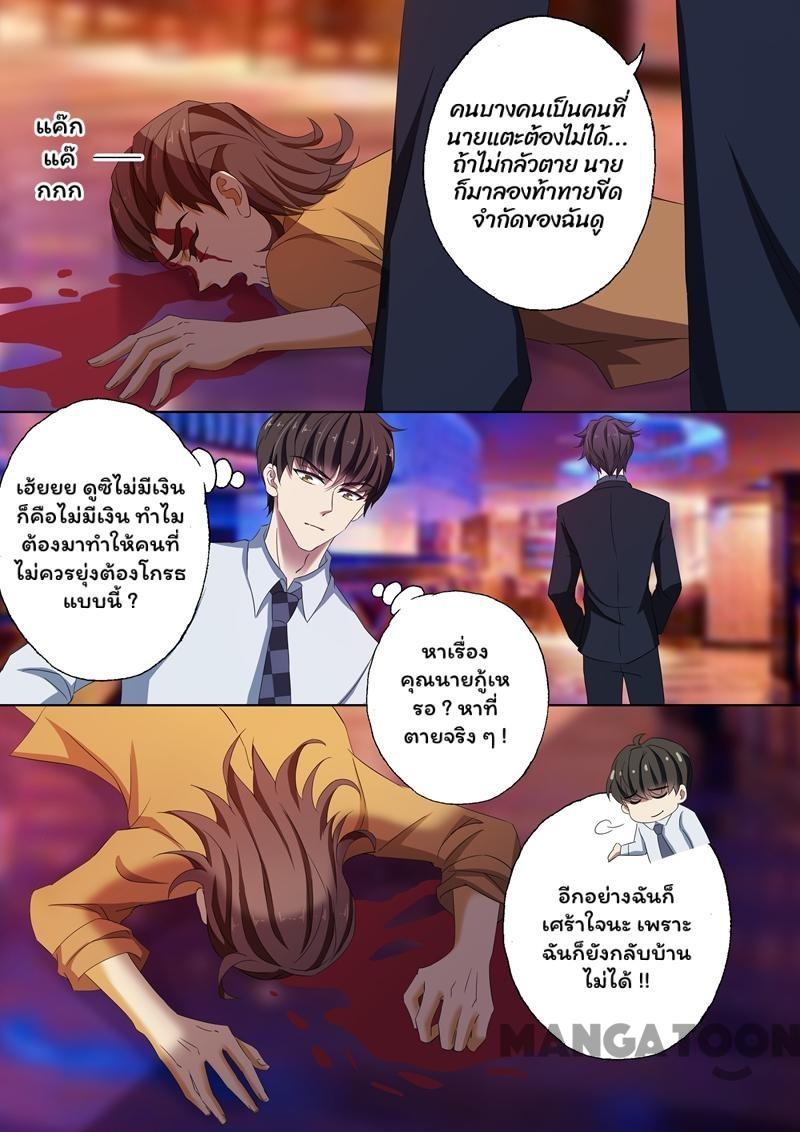 คนบางคนเป็นคนที่
นายแตะต้องไม่ได้...
ถ้าไม่กลัวตาย นาย
ก็มาลองท้าทายขีด
จำกัดของฉันดู
แค๊ก
แค๊
กกก
เฮ้ยยย ดูซิไม่มีเงิน
ก็คือไม่มีเงิน ทำไม
ต้องมาทำให้คนที่
ไม่ควรยุ่งต้องโกรธ
แบบนี้ ?
หาเรื่อง
คุณนายกู้เห
รอ ? หาที่
ตายจริง ๆ !
อีกอย่างฉันก็
เศร้าใจนะ เพราะ
ฉันก็ยังกลับบ้าน
ไม่ได้ !!
MANGATOON